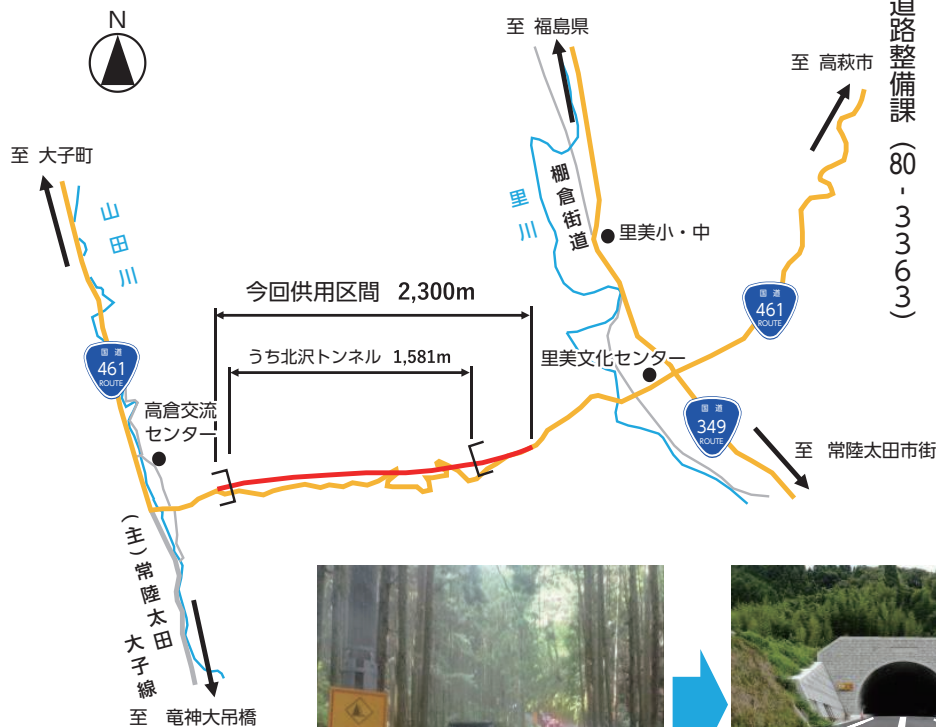 道路整備課 (80-3363)
N
至 福島県
至 高萩市
至 大子町
山田川
里川
棚倉街道
里美小・中
今回供用区間 2,300m
国道
461
ROUTE
うち北沢トンネル 1,581m
里美文化センター
国道
461
ROUTE
高倉交流
センター
国道
349
ROUTE
至 常陸太田市街
(主)常陸太田
大子線
至 竜神大吊橋